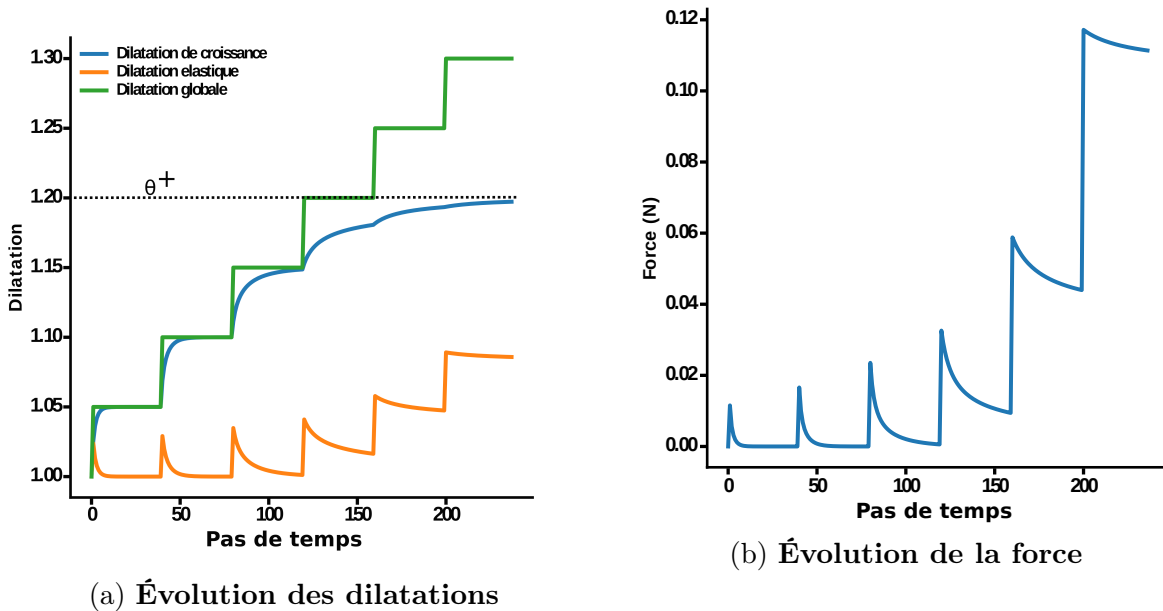 1.30
1.25
1.20
1.15
1.10
1.05
1.00
Dilatation
Dilatation de croissance
Dilatation elastique
Dilatation globale
θ+
0 50 100 150 200
Pas de temps
(a) Évolution des dilatations
0.12
0.10
0.08
0.06
0.04
0.02
0.00
Force (N)
0 50 100 150 200
Pas de temps
(b) Évolution de la force